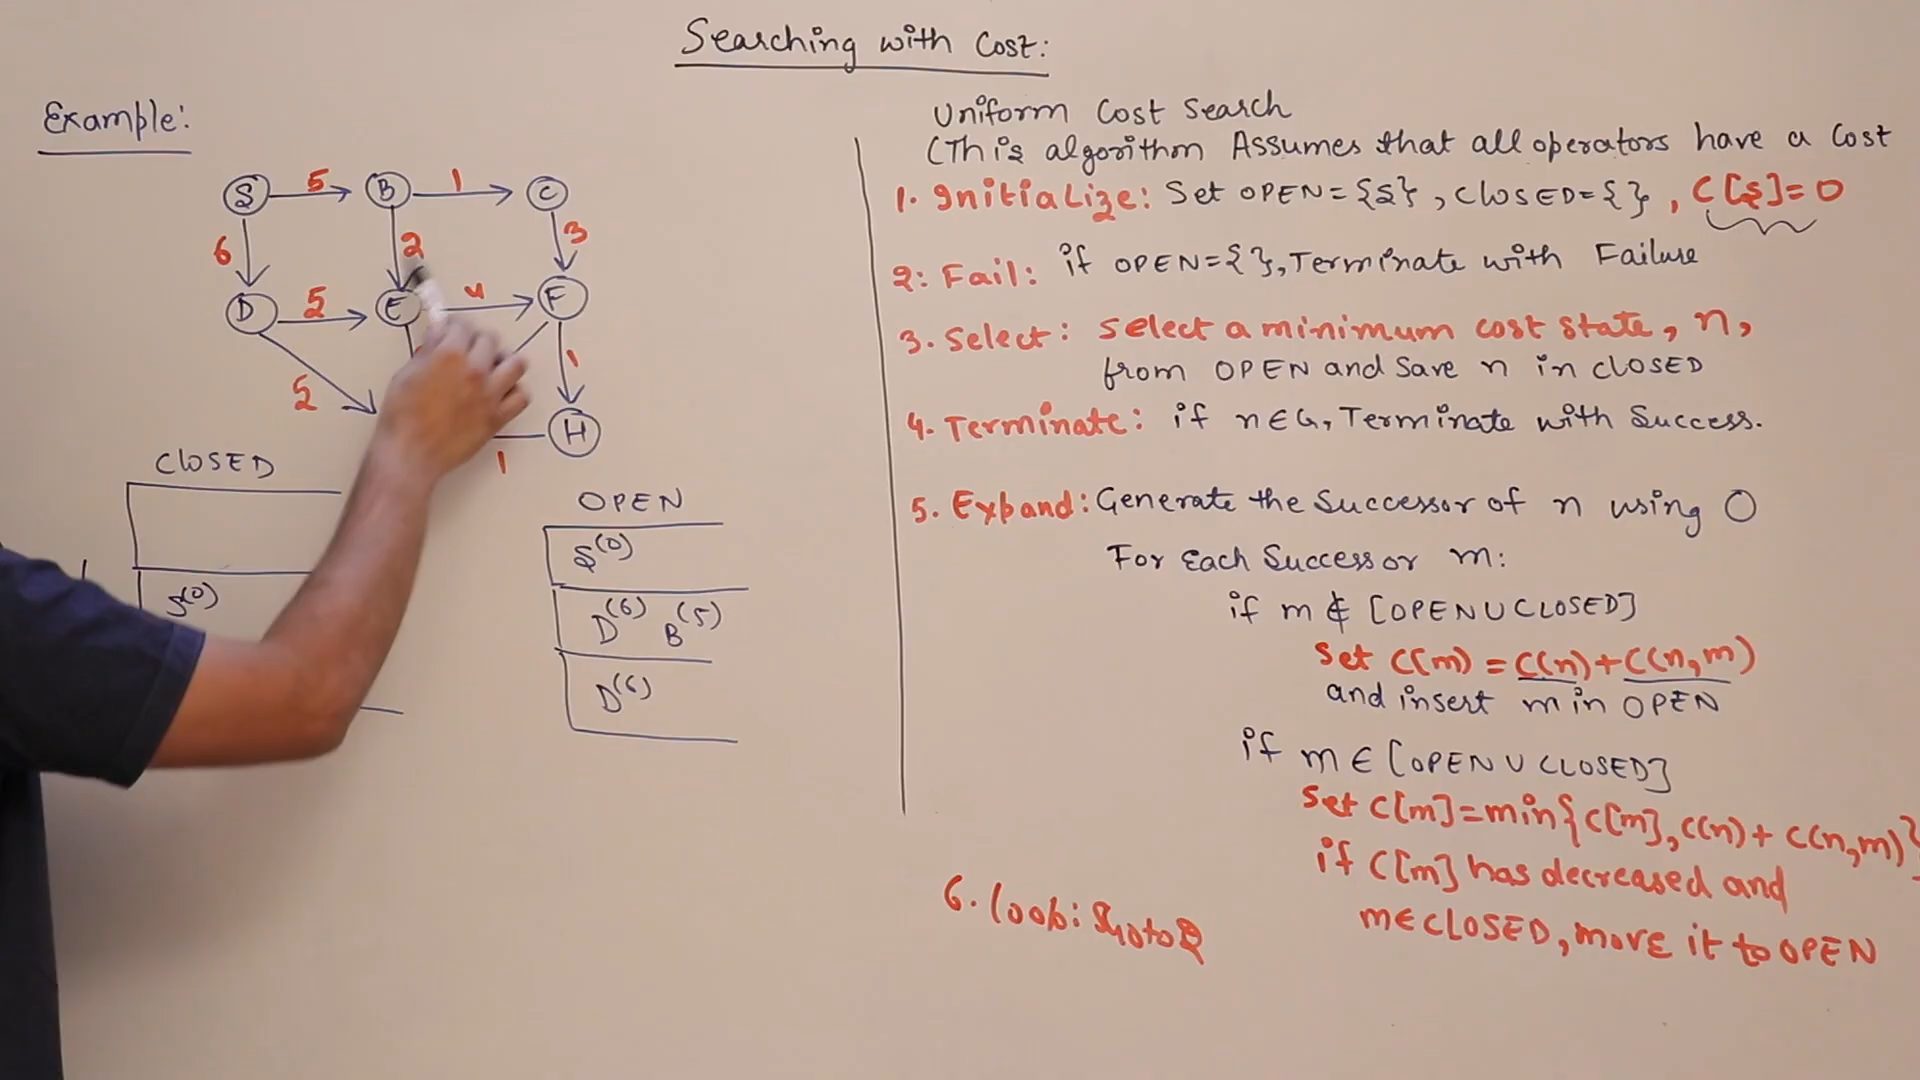 Searching with Cost:
Example:
S 5 B 1 C
6 2 3
D 5 E 4 F
5 1
H
1
CLOSED
S(0)
OPEN
S(0)
D(6) B(5)
D(6)
Uniform Cost Search
(This algorithm Assumes that all operators have a Cost
1. Initialize: Set OPEN={S}, CLOSED={}, C[S]=0
2: Fail: if OPEN={}, Terminate with Failure
3. Select: Select a minimum cost state, n,
from OPEN and Save n in CLOSED
4. Terminate: if n∈G, Terminate with Success.
5. Expand: Generate the Successor of n using O
For Each Successor m:
if m ∉ [OPEN U CLOSED]
Set C(m) = C(n)+C(n,m)
and insert m in OPEN
if m ∈ [OPEN U CLOSED]
Set C[m]=min{C[m], C(n)+C(n,m)}
if C[m] has decreased and
m∈CLOSED, move it to OPEN
6. Loop: Goto 2